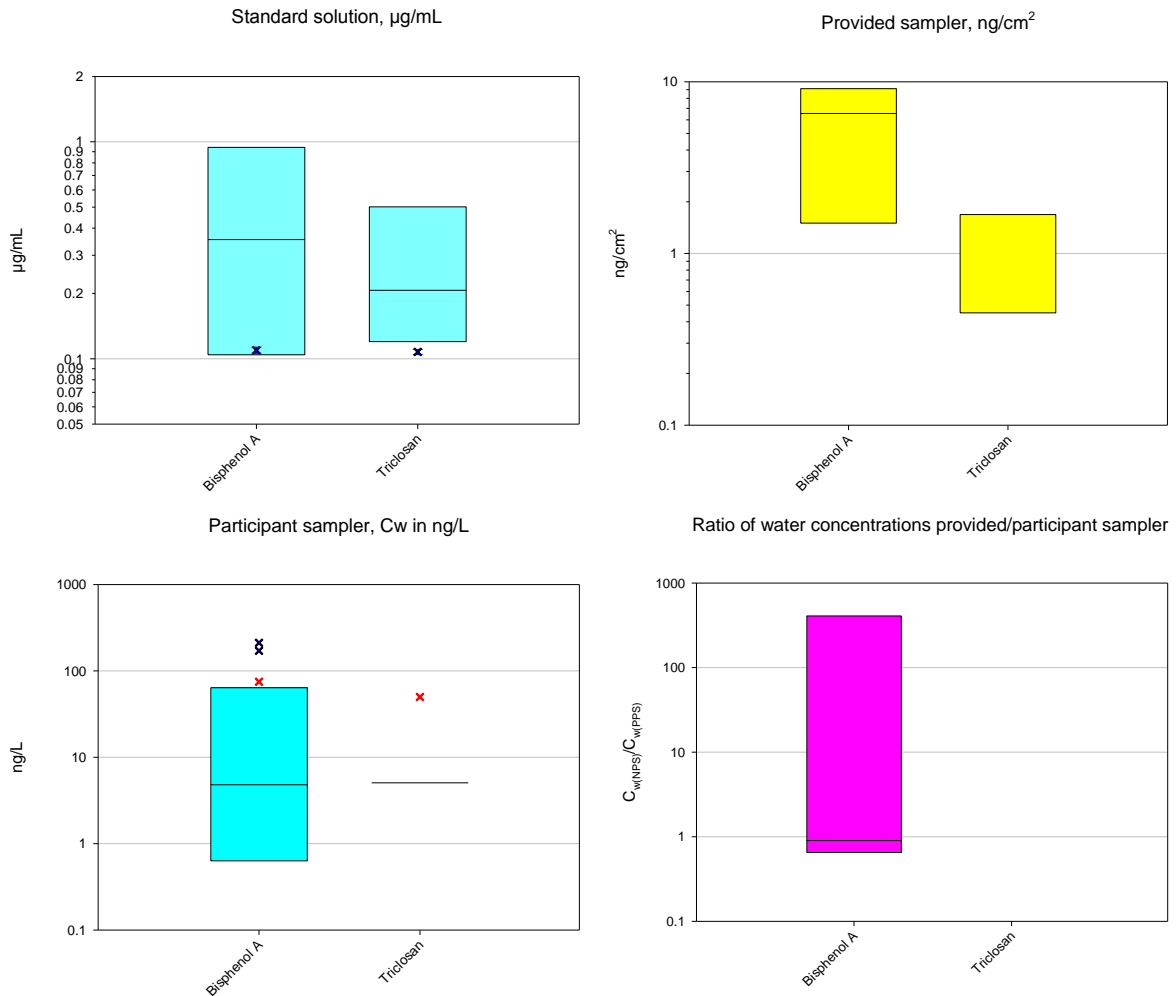 Standard solution, µg/mL
µg/mL
2
1
0.9
0.8
0.7
0.6
0.5
0.4
0.3
0.2
0.1
0.09
0.08
0.07
0.06
0.05
Bisphenol A
Triclosan
Provided sampler, ng/cm²
ng/cm²
10
1
0.1
Bisphenol A
Triclosan
Participant sampler, Cw in ng/L
ng/L
1000
100
10
1
0.1
Bisphenol A
Triclosan
Ratio of water concentrations provided/participant sampler
Cw(NPS)/Cw(PPS)
1000
100
10
1
0.1
Bisphenol A
Triclosan